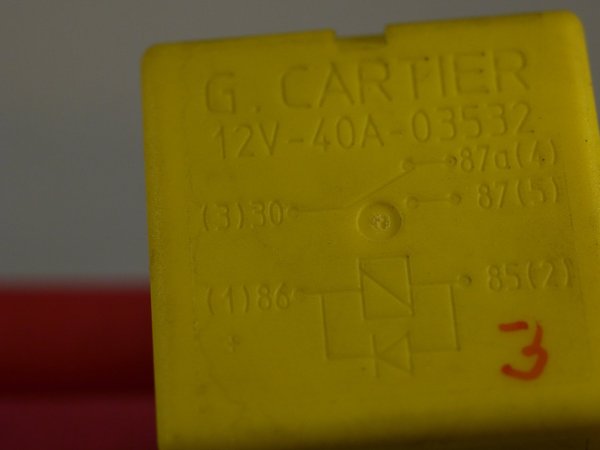 G. CARTIER
12V-40A-03532
87a(4)
(3)30 87(5)
(1)86 85(2)
+
3